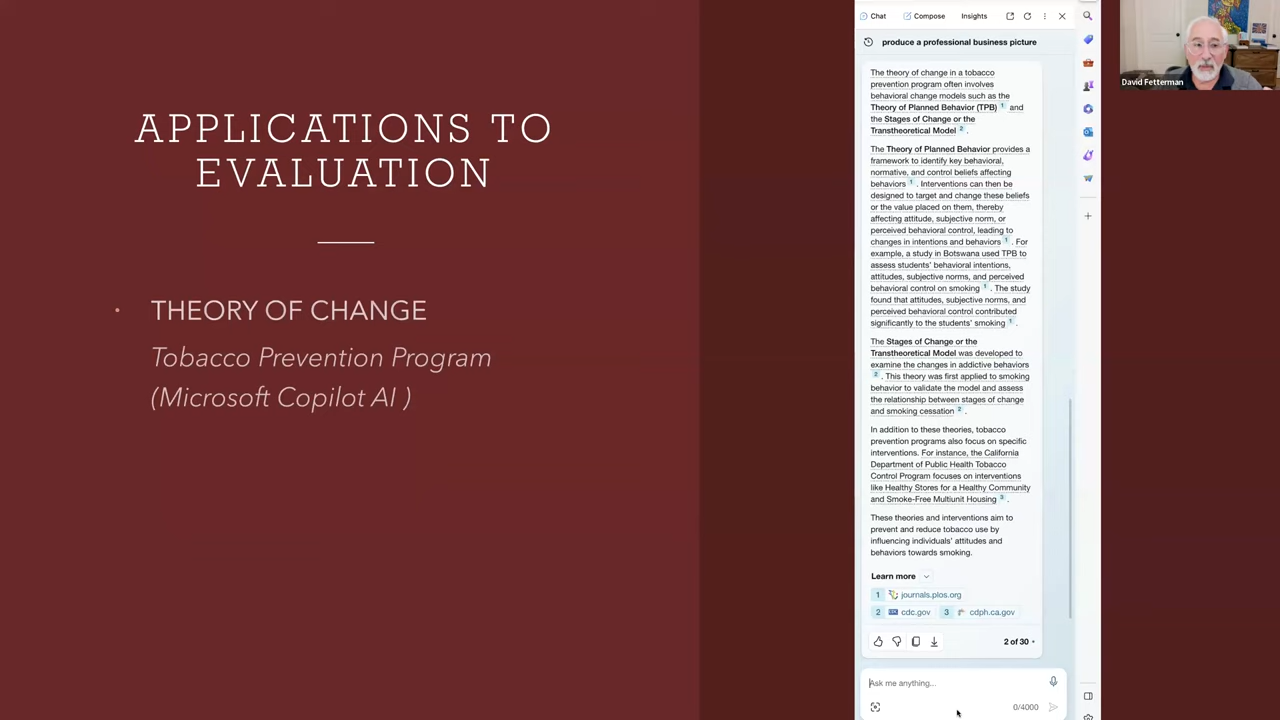 APPLICATIONS TO
EVALUATION
• THEORY OF CHANGE
Tobacco Prevention Program
(Microsoft Copilot AI )
Chat Compose Insights
produce a professional business picture
The theory of change in a tobacco
prevention program often involves
behavioral change models such as the
Theory of Planned Behavior (TPB) 1 and
the Stages of Change or the
Transtheoretical Model 2 .
The Theory of Planned Behavior provides a
framework to identify key behavioral,
normative, and control beliefs affecting
behaviors 1 . Interventions can then be
designed to target and change these beliefs
or the value placed on them, thereby
affecting attitude, subjective norm, or
perceived behavioral control, leading to
changes in intentions and behaviors 1 . For
example, a study in Botswana used TPB to
assess students' behavioral intentions,
attitudes, subjective norms, and perceived
behavioral control on smoking 1 . The study
found that attitudes, subjective norms, and
perceived behavioral control contributed
significantly to the students' smoking 1 .
The Stages of Change or the
Transtheoretical Model was developed to
examine the changes in addictive behaviors
2 . This theory was first applied to smoking
behavior to validate the model and assess
the relationship between stages of change
and smoking cessation 2 .
In addition to these theories, tobacco
prevention programs also focus on specific
interventions. For instance, the California
Department of Public Health Tobacco
Control Program focuses on interventions
like Healthy Stores for a Healthy Community
and Smoke-Free Multiunit Housing 3 .
These theories and interventions aim to
prevent and reduce tobacco use by
influencing individuals' attitudes and
behaviors towards smoking.
Learn more
1 journals.plos.org
2 cdc.gov 3 cdph.ca.gov
2 of 30
Ask me anything...
0/4000
David Fetterman